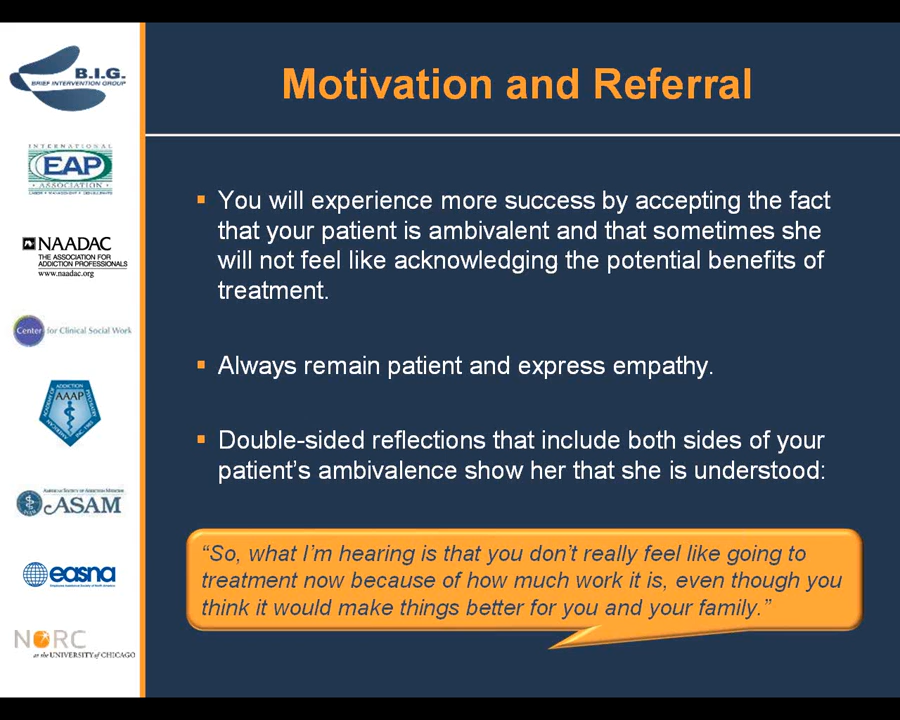 B.I.G.
BRIEF INTERVENTION GROUP
INTERNATIONAL
EAP
ASSOCIATION
NAADAC
THE ASSOCIATION FOR
ADDICTION PROFESSIONALS
www.naadac.org
Center for Clinical Social Work
AAAP
AMERICAN SOCIETY OF ADDICTION MEDICINE
ASAM
easna
NORC
at the UNIVERSITY of CHICAGO
Motivation and Referral
▪ You will experience more success by accepting the fact
that your patient is ambivalent and that sometimes she
will not feel like acknowledging the potential benefits of
treatment.
▪ Always remain patient and express empathy.
▪ Double-sided reflections that include both sides of your
patient’s ambivalence show her that she is understood:
“So, what I’m hearing is that you don’t really feel like going to
treatment now because of how much work it is, even though you
think it would make things better for you and your family.”